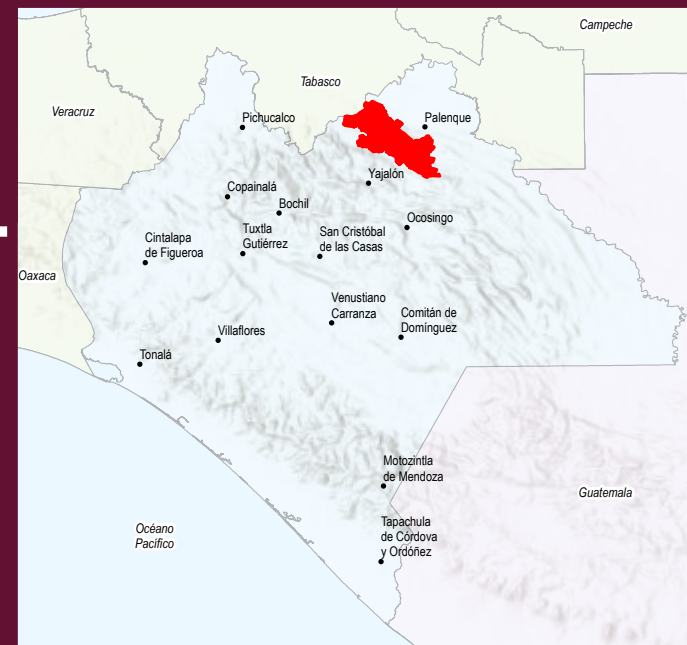 Campeche
Tabasco
Veracruz
Pichucalco
Palenque
Yajalón
Copainalá
Bochil
Ocosingo
Tuxtla
Gutiérrez
San Cristóbal
de las Casas
Cintalapa
de Figueroa
Oaxaca
Venustiano
Carranza
Comitán de
Domínguez
Villaflores
Tonalá
Motozintla
de Mendoza
Guatemala
Océano
Pacífico
Tapachula
de Córdova
y Ordóñez